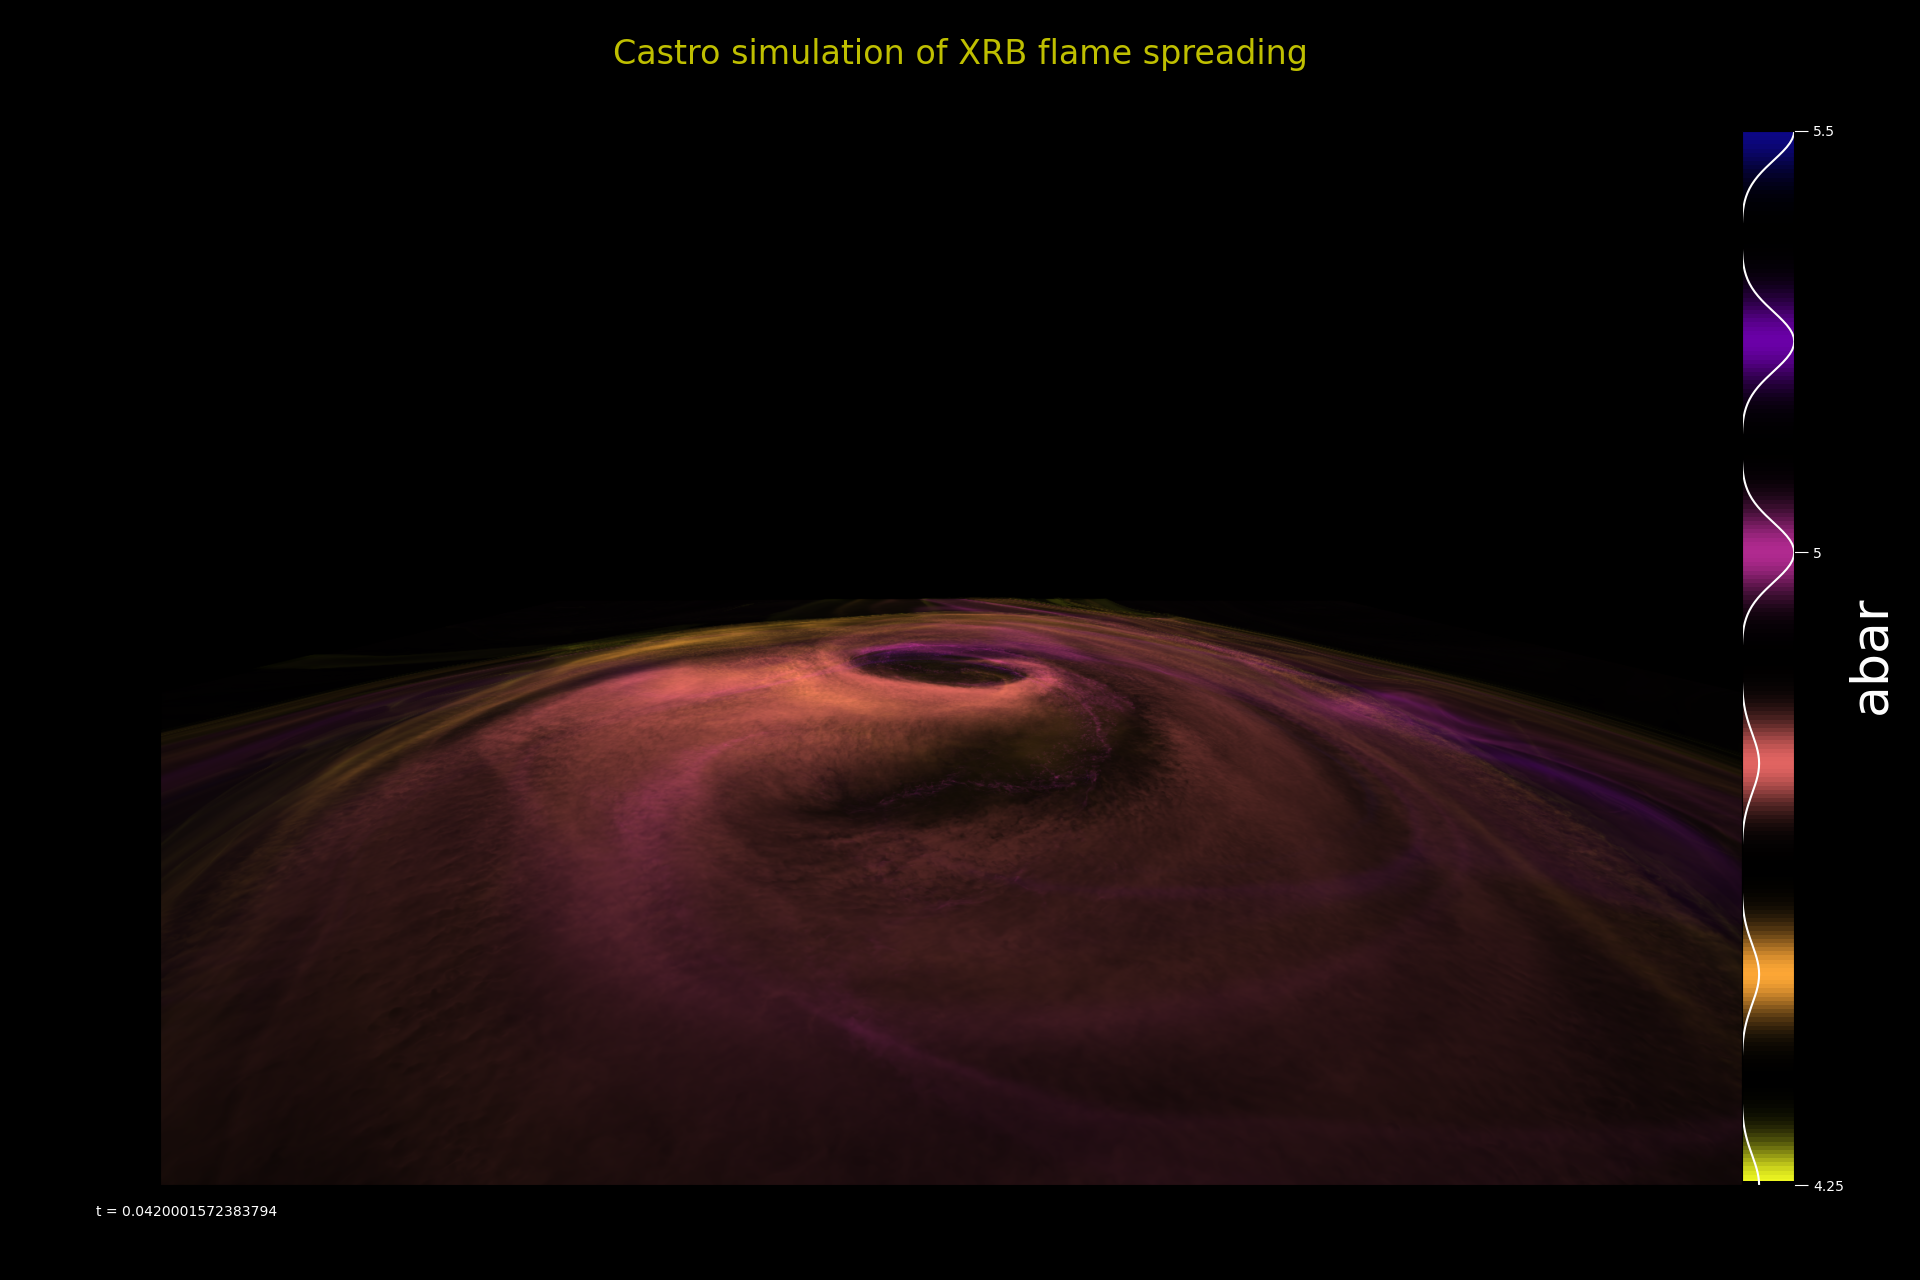 Castro simulation of XRB flame spreading
5.5
5
abar
4.25
t = 0.0420001572383794